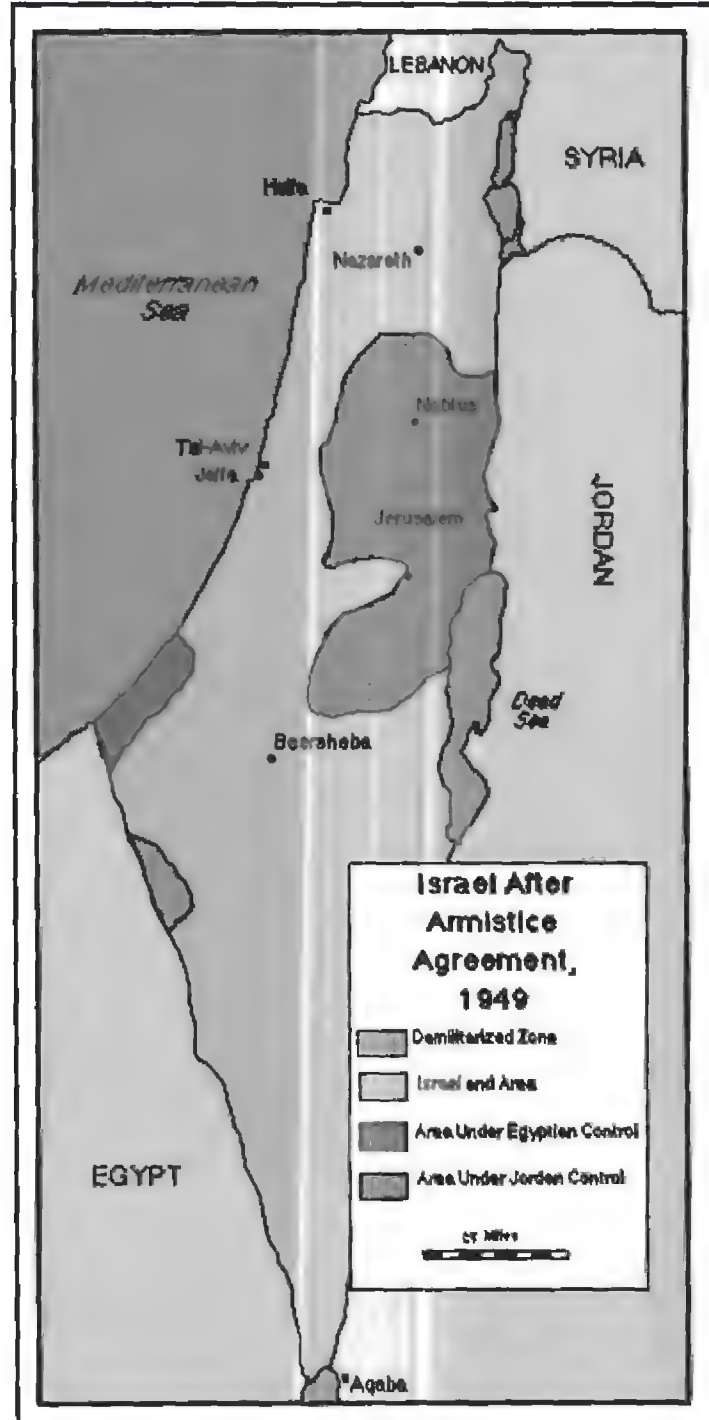 LEBANON
SYRIA
Haifa
Nazareth
Mediterranean
Sea
Nablus
Tel-Aviv
Jaffa
Jerusalem
JORDAN
Dead
Sea
Beersheba
Israel After
Armistice
Agreement,
1949
Demilitarized Zone
Israel and Area
Area Under Egyptian Control
Area Under Jordan Control
Miles
EGYPT
Aqaba